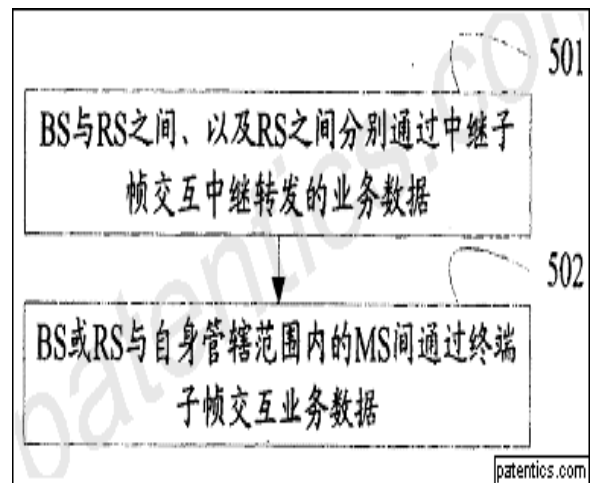 501
BS与RS之间、以及RS之间分别通过中继子
帧交互中继转发的业务数据
502
BS或RS与自身管辖范围内的MS间通过终端
子帧交互业务数据
patentics.com
patentics.com